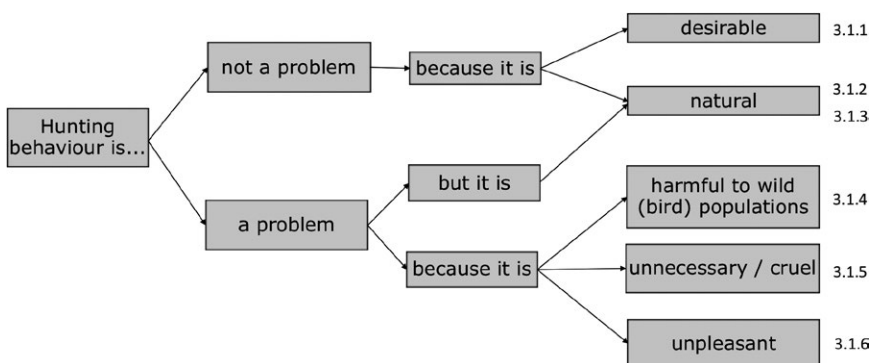 Hunting
behaviour is...
not a problem
because it is
desirable
3.1.1
natural
3.1.2
3.1.3
a problem
but it is
because it is
harmful to wild
(bird) populations
3.1.4
unnecessary / cruel
3.1.5
unpleasant
3.1.6